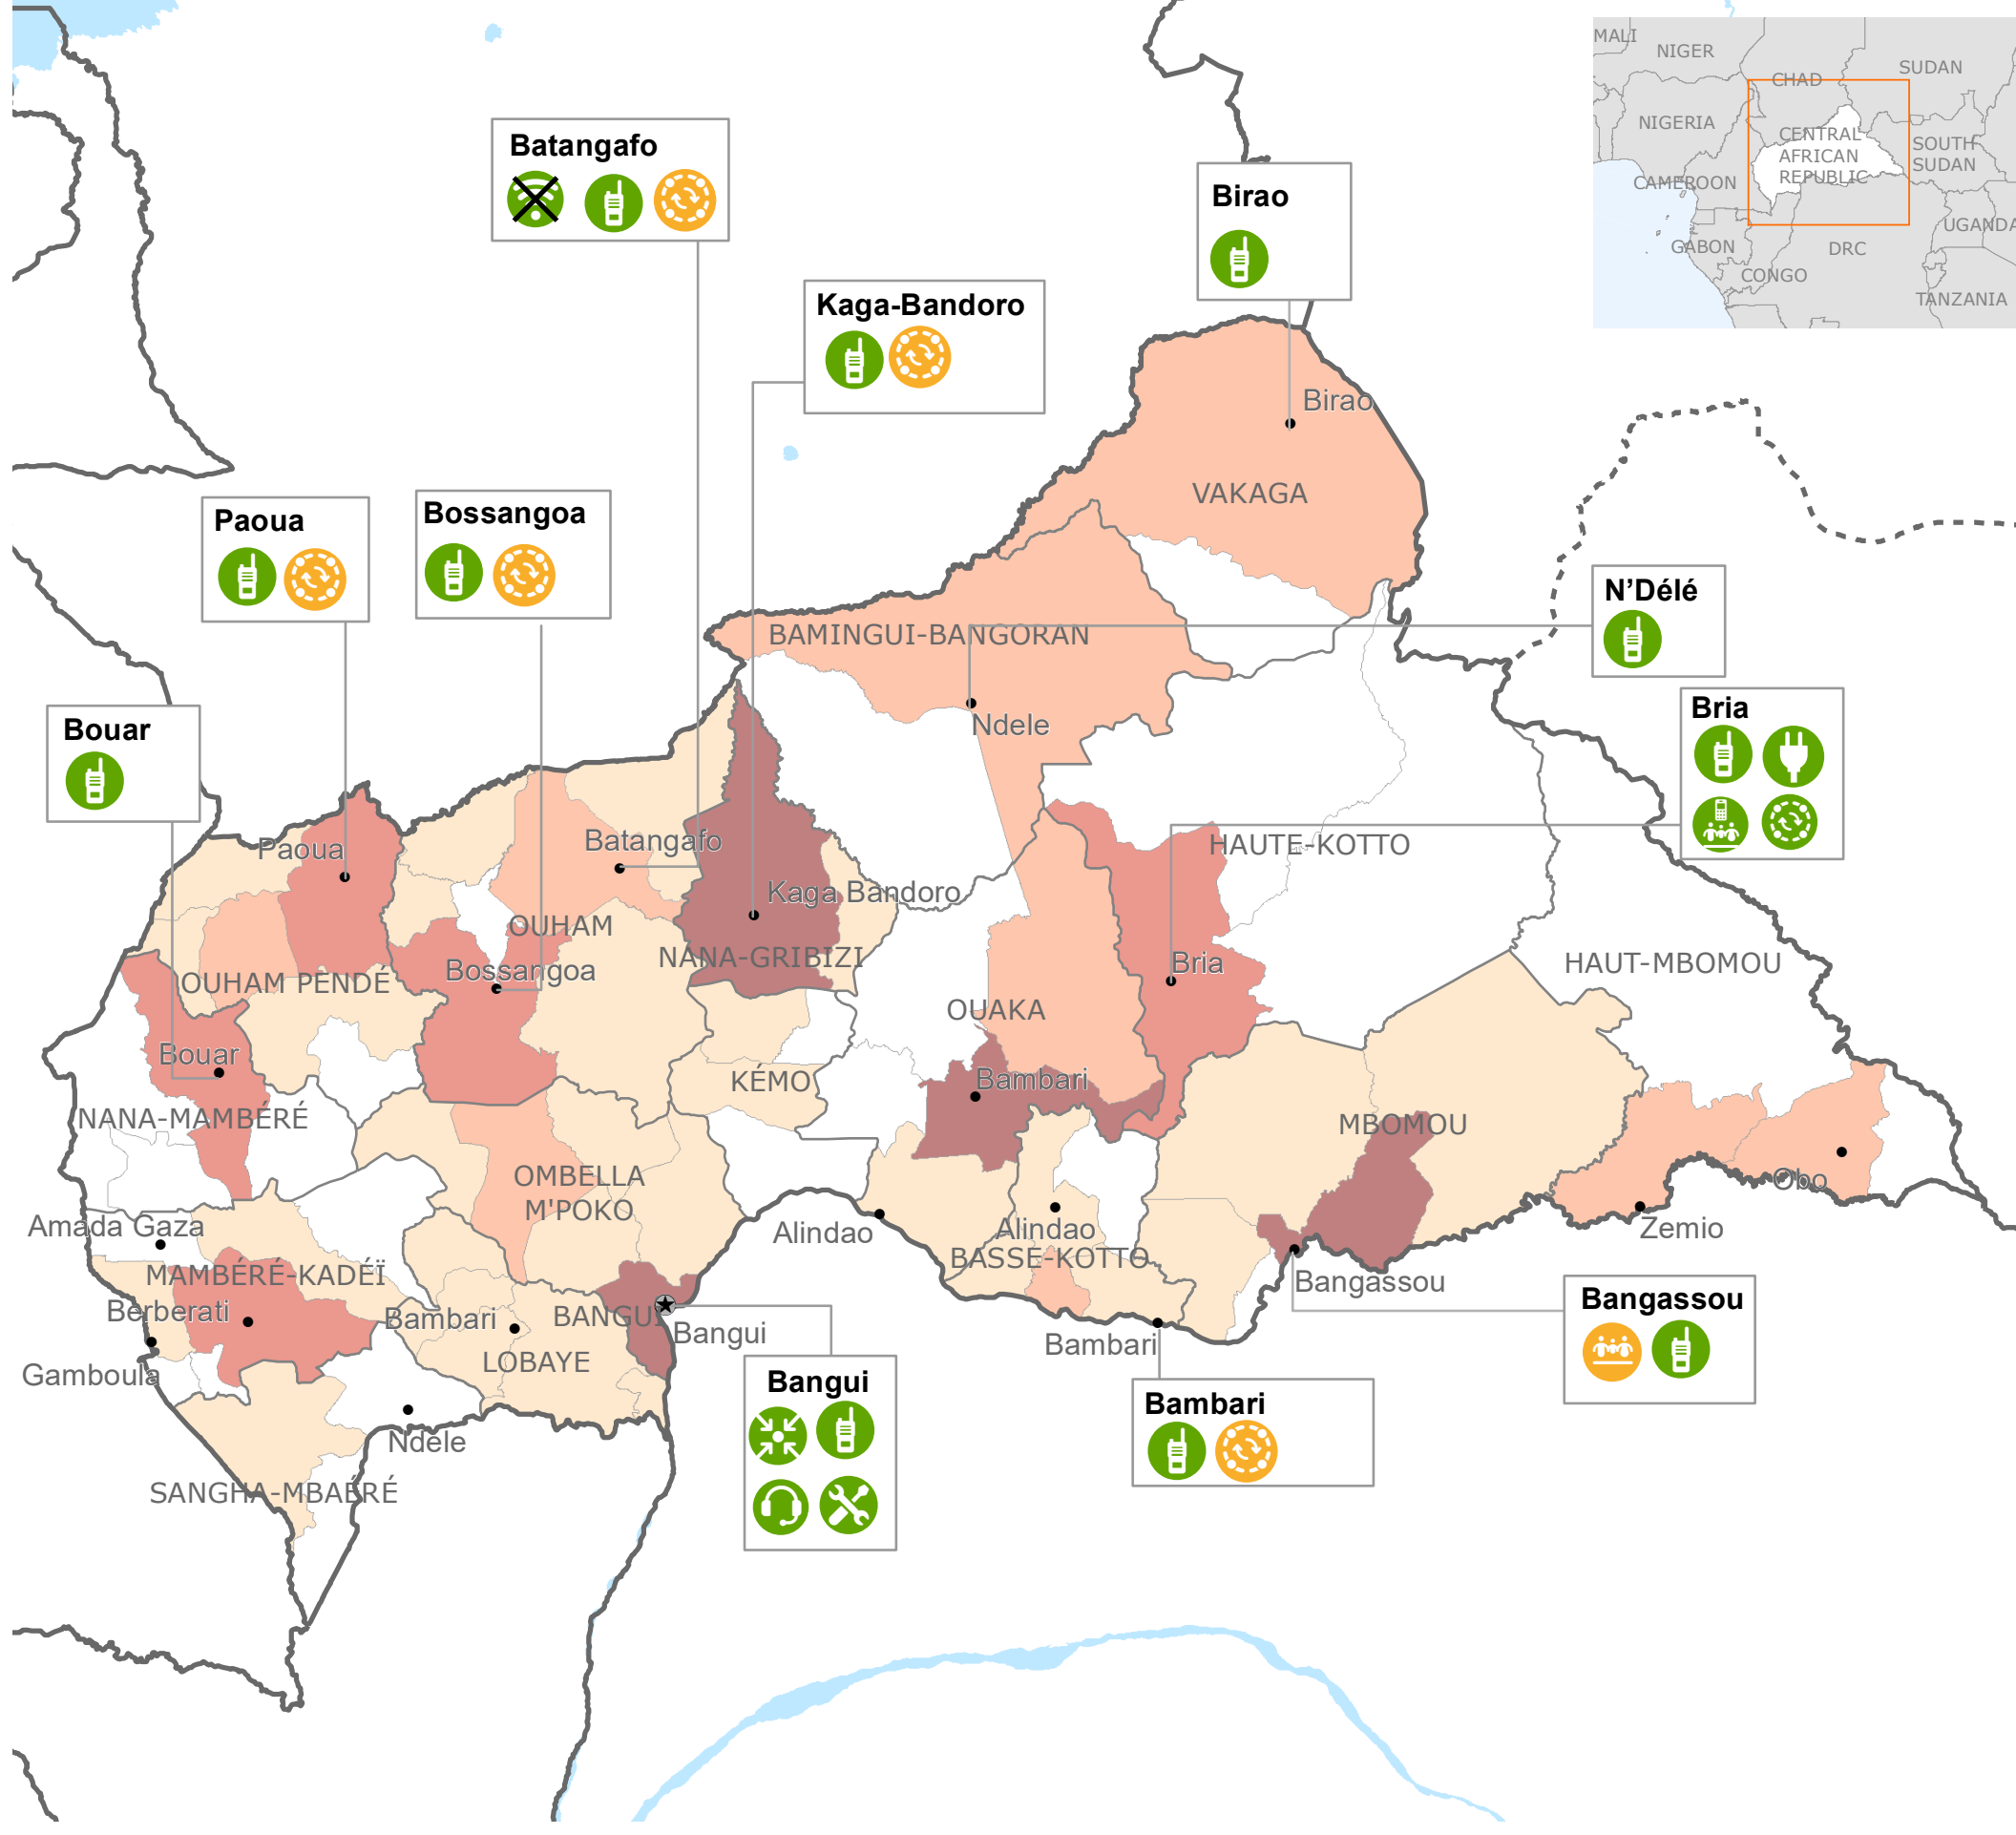 MALI
NIGER
CHAD
SUDAN
NIGERIA
CENTRAL
AFRICAN
REPUBLIC
SOUTH
SUDAN
CAMEROON
UGANDA
GABON
DRC
CONGO
TANZANIA
Batangafo
Birao
Kaga-Bandoro
Birao
VAKAGA
Paoua
Bossangoa
N'Délé
BAMINGUI-BANGORAN
Bria
Ndele
Bouar
Paoua
Batangafo
HAUTE-KOTTO
Kaga Bandoro
OUHAM
NANA-GRIBIZI
Bossangoa
Bria
HAUT-MBOMOU
OUHAM PENDÉ
OUAKA
Bouar
KÉMO
Bambari
NANA-MAMBÉRÉ
MBOMOU
OMBELLA
M'POKO
Obo
Amada Gaza
Alindao
Alindao
Zemio
BASSE-KOTTO
MAMBÉRÉ-KADÉÏ
Bangassou
Berberati
Bambari
BANGUI
Bangui
Bambari
Bangassou
LOBAYE
Gamboula
Bangui
Bambari
Ndele
SANGHA-MBAÉRÉ